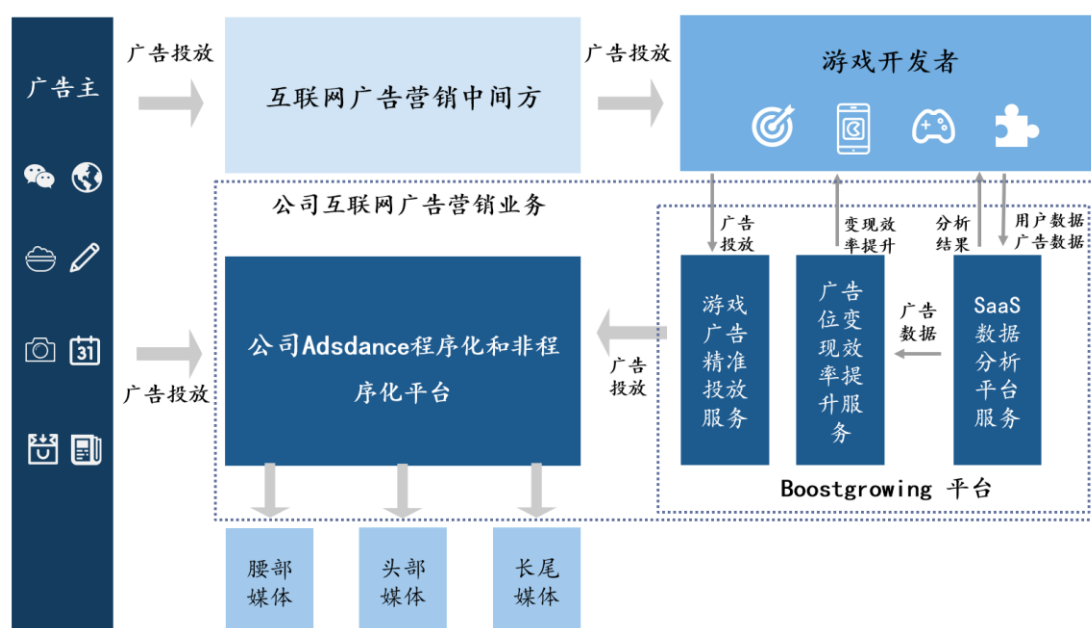 广告主
广告投放
互联网广告营销中间方
广告投放
游戏开发者
31
公司互联网广告营销业务
广告
投放
变现效
率提升
分析
结果
用户数据
广告数据
广告投放
公司Adsdance程序化和非程
序化平台
广告
投放
游戏
广告
精准
投放
服务
广告
位变
现效
率提
升服
务
广告
数据
SaaS
数据
分析
平台
服务
Boostgrowing 平台
腰部
媒体
头部
媒体
长尾
媒体